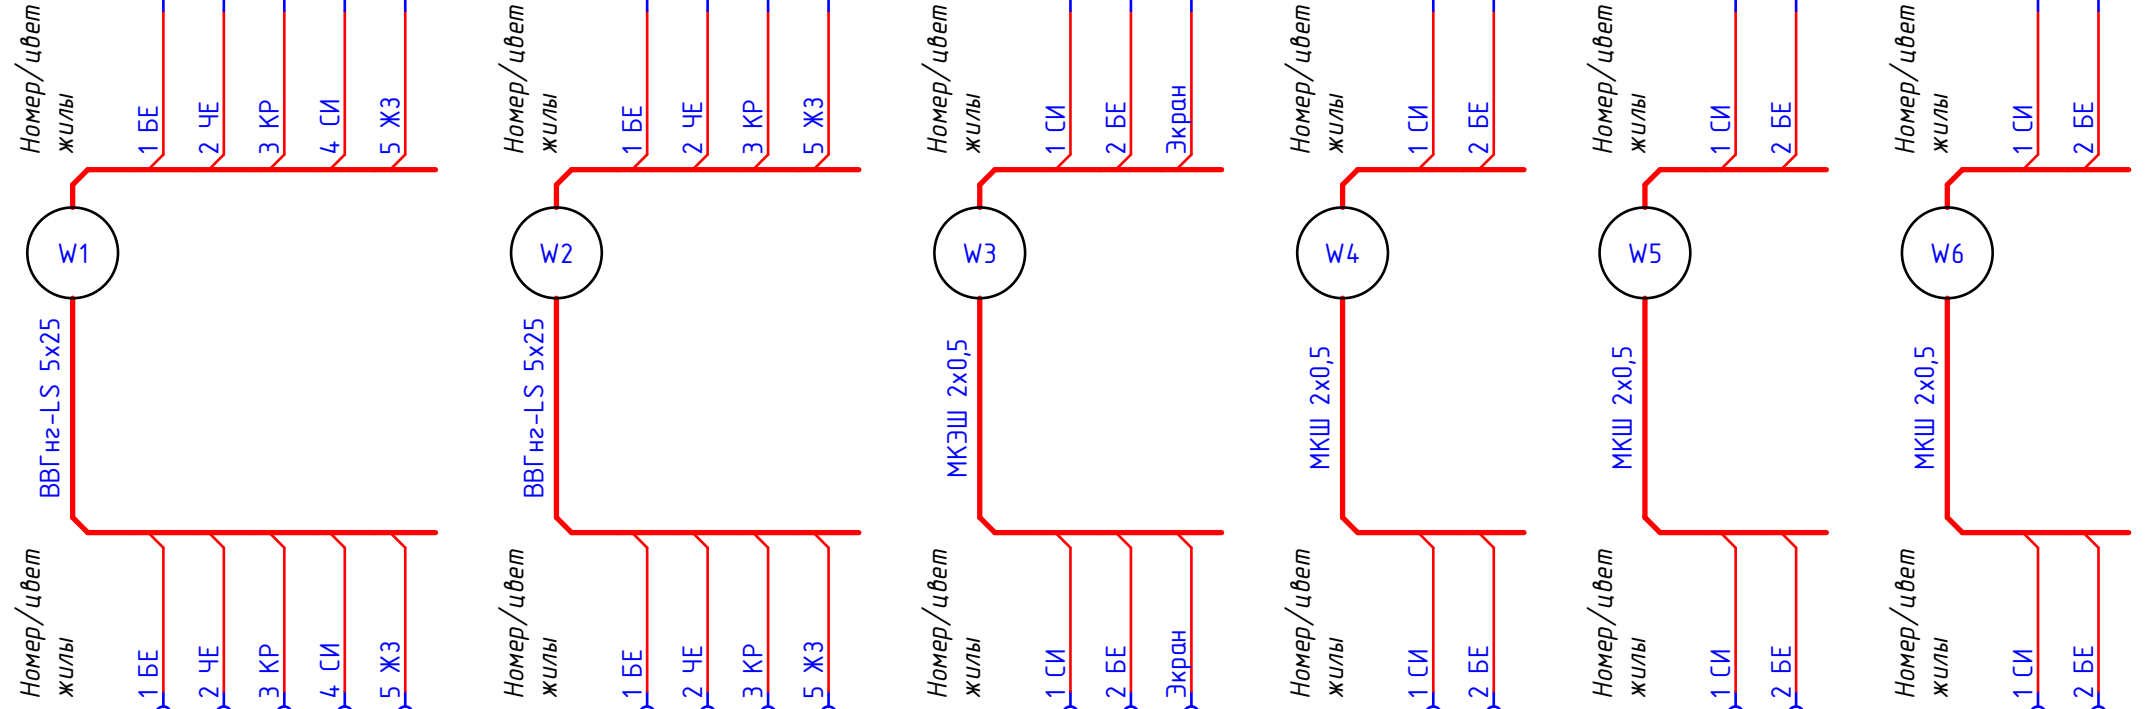 Номер/цвет
жилы
1 БЕ
2 ЧЕ
3 КР
4 СИ
5 ЖЗ
Номер/цвет
жилы
1 БЕ
2 ЧЕ
3 КР
5 ЖЗ
Номер/цвет
жилы
1 СИ
2 БЕ
Экран
Номер/цвет
жилы
1 СИ
2 БЕ
Номер/цвет
жилы
1 СИ
2 БЕ
Номер/цвет
жилы
1 СИ
2 БЕ
W1
W2
W3
W4
W5
W6
ВВГнг-LS 5х25
ВВГнг-LS 5х25
МКЭШ 2х0,5
МКШ 2х0,5
МКШ 2х0,5
МКШ 2х0,5
Номер/цвет
жилы
1 БЕ
2 ЧЕ
3 КР
4 СИ
5 ЖЗ
Номер/цвет
жилы
1 БЕ
2 ЧЕ
3 КР
5 ЖЗ
Номер/цвет
жилы
1 СИ
2 БЕ
Экран
Номер/цвет
жилы
1 СИ
2 БЕ
Номер/цвет
жилы
1 СИ
2 БЕ
Номер/цвет
жилы
1 СИ
2 БЕ